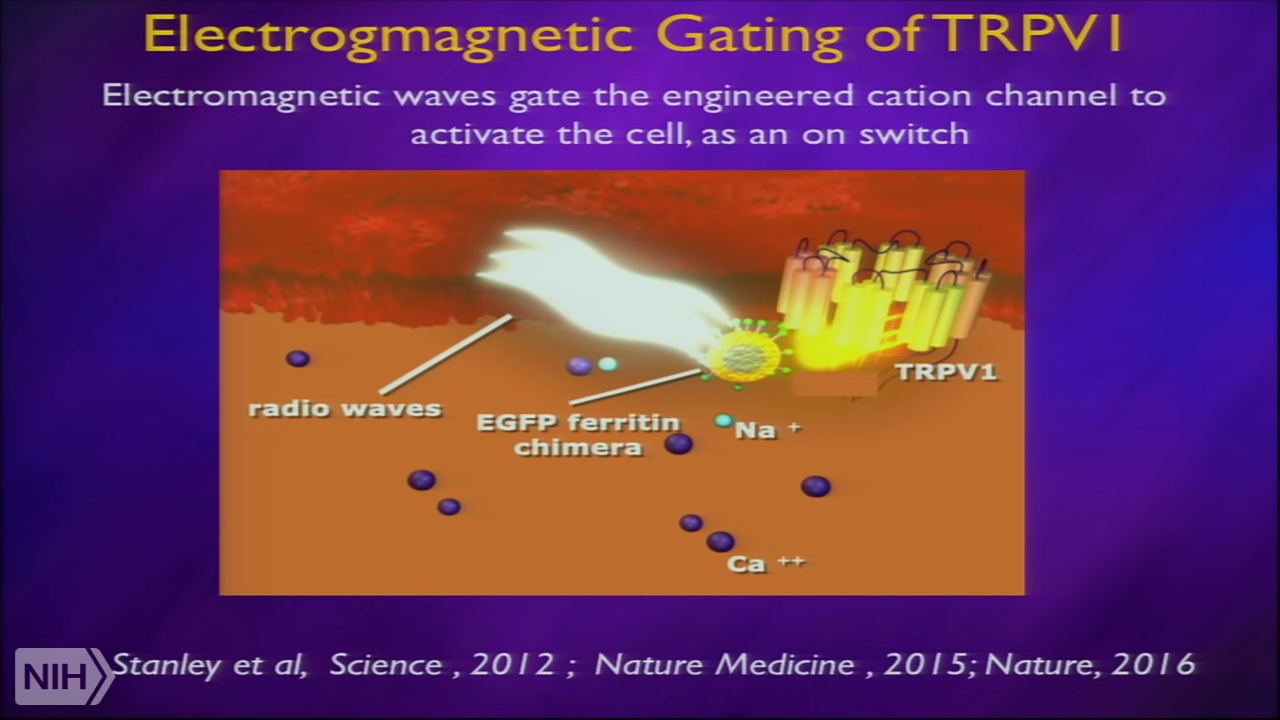 Electrogmagnetic Gating of TRPV1
Electromagnetic waves gate the engineered cation channel to
activate the cell, as an on switch
radio waves
EGFP ferritin
chimera
TRPV1
Na +
Ca ++
NIH
Stanley et al, Science , 2012 ; Nature Medicine , 2015; Nature, 2016